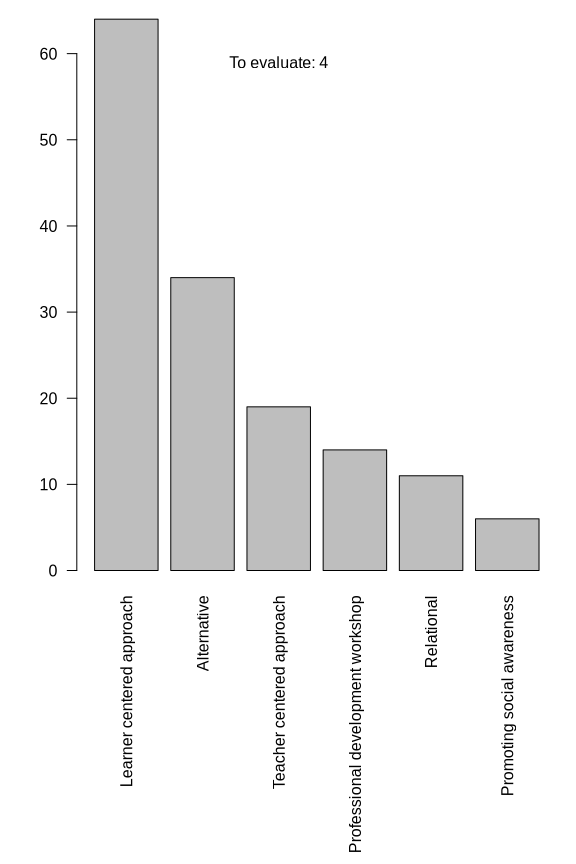 60
50
40
30
20
10
0
To evaluate: 4
Learner centered approach
Alternative
Teacher centered approach
Professional development workshop
Relational
Promoting social awareness